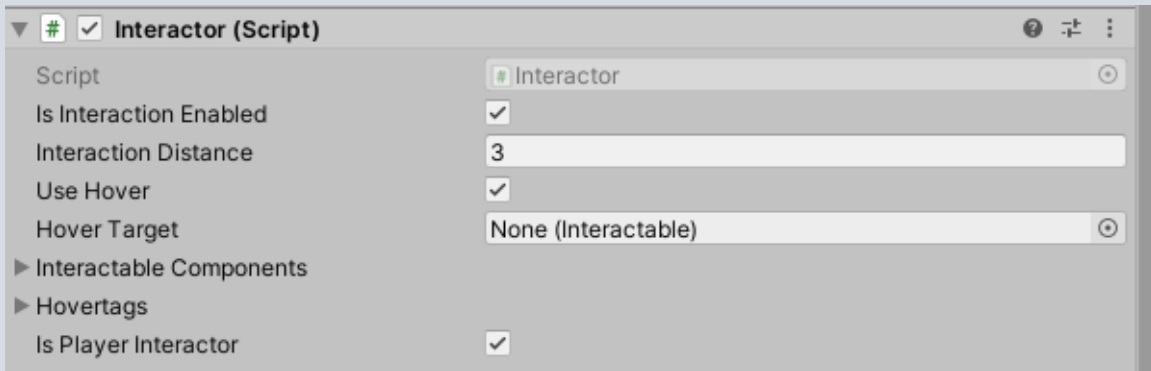 Interactor (Script)
Script Interactor
Is Interaction Enabled
Interaction Distance 3
Use Hover
Hover Target None (Interactable)
Interactable Components
Hovertags
Is Player Interactor